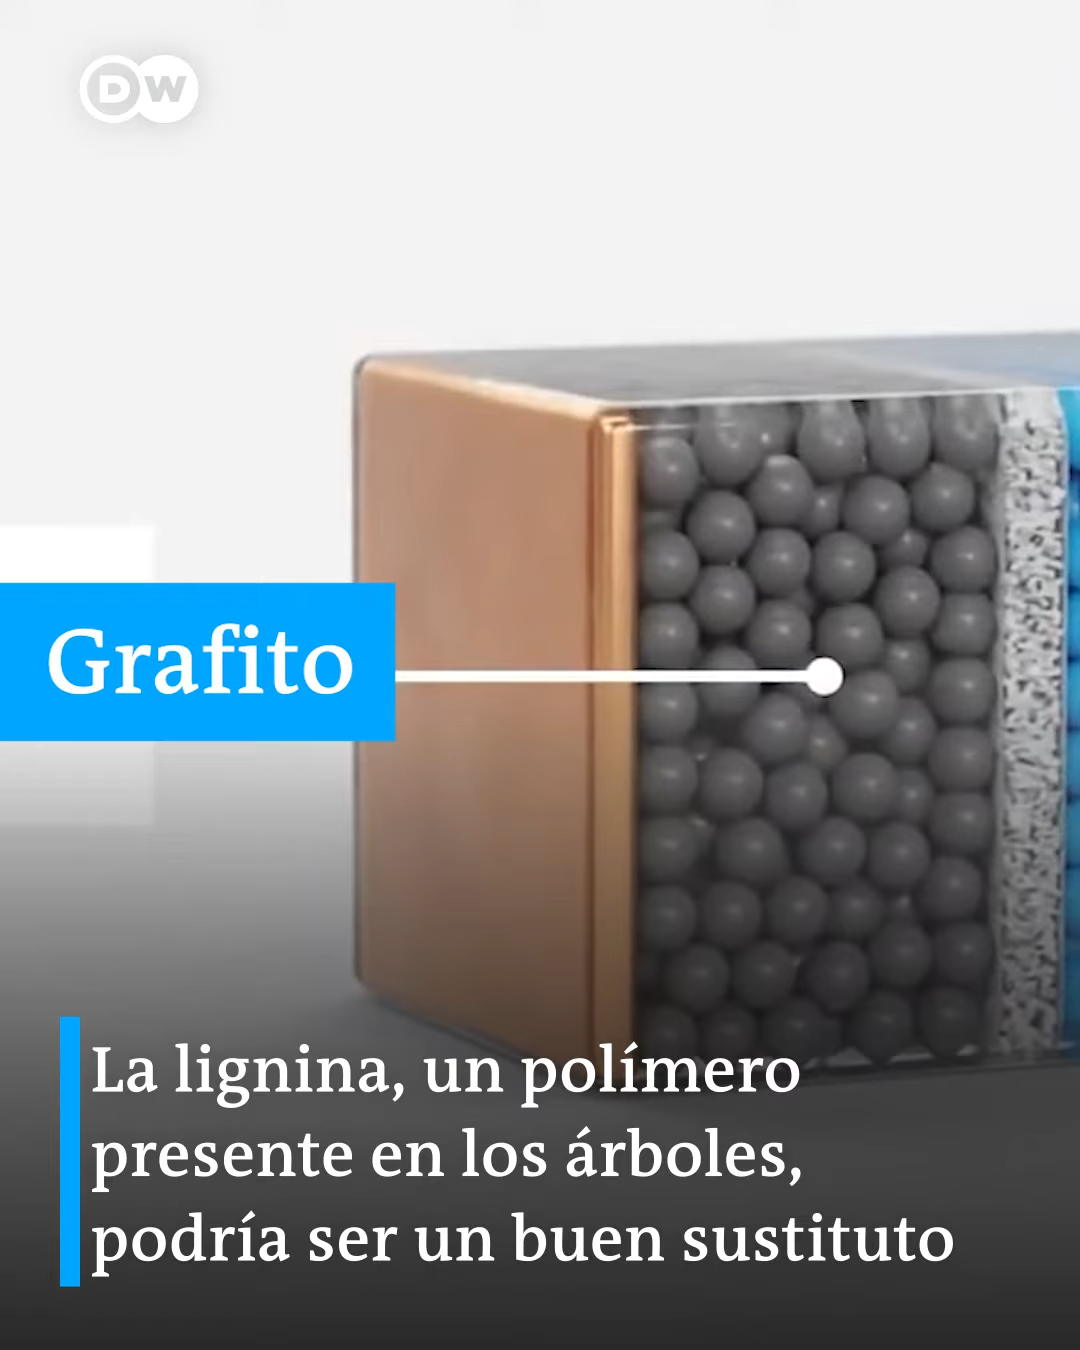 DW
Grafito
La lignina, un polímero
presente en los árboles,
podría ser un buen sustituto